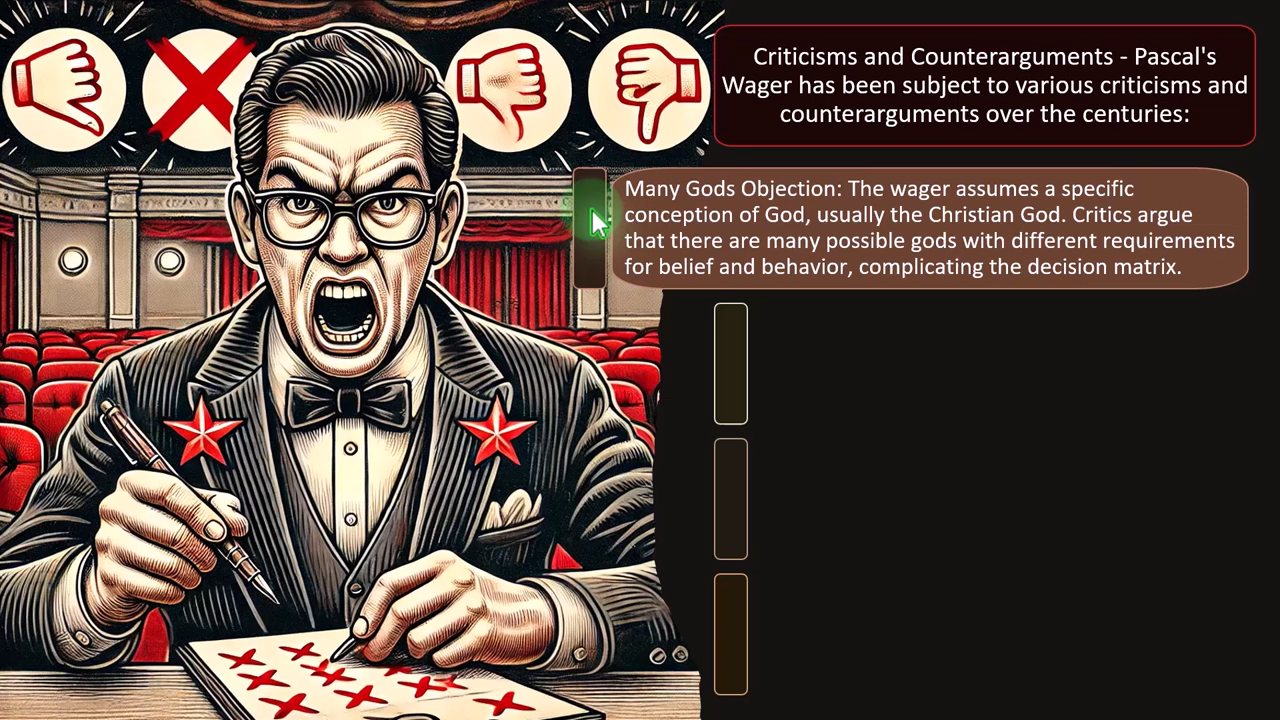 Criticisms and Counterarguments - Pascal's
Wager has been subject to various criticisms and
counterarguments over the centuries:
Many Gods Objection: The wager assumes a specific
conception of God, usually the Christian God. Critics argue
that there are many possible gods with different requirements
for belief and behavior, complicating the decision matrix.